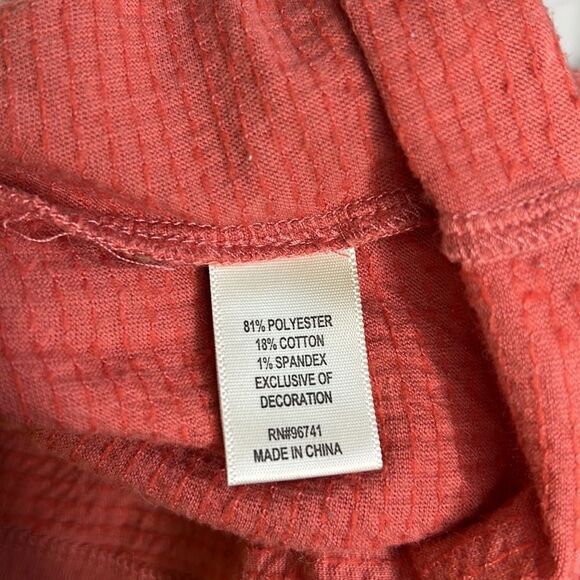 81% POLYESTER
18% COTTON
1% SPANDEX
EXCLUSIVE OF
DECORATION
RN#96741
MADE IN CHINA